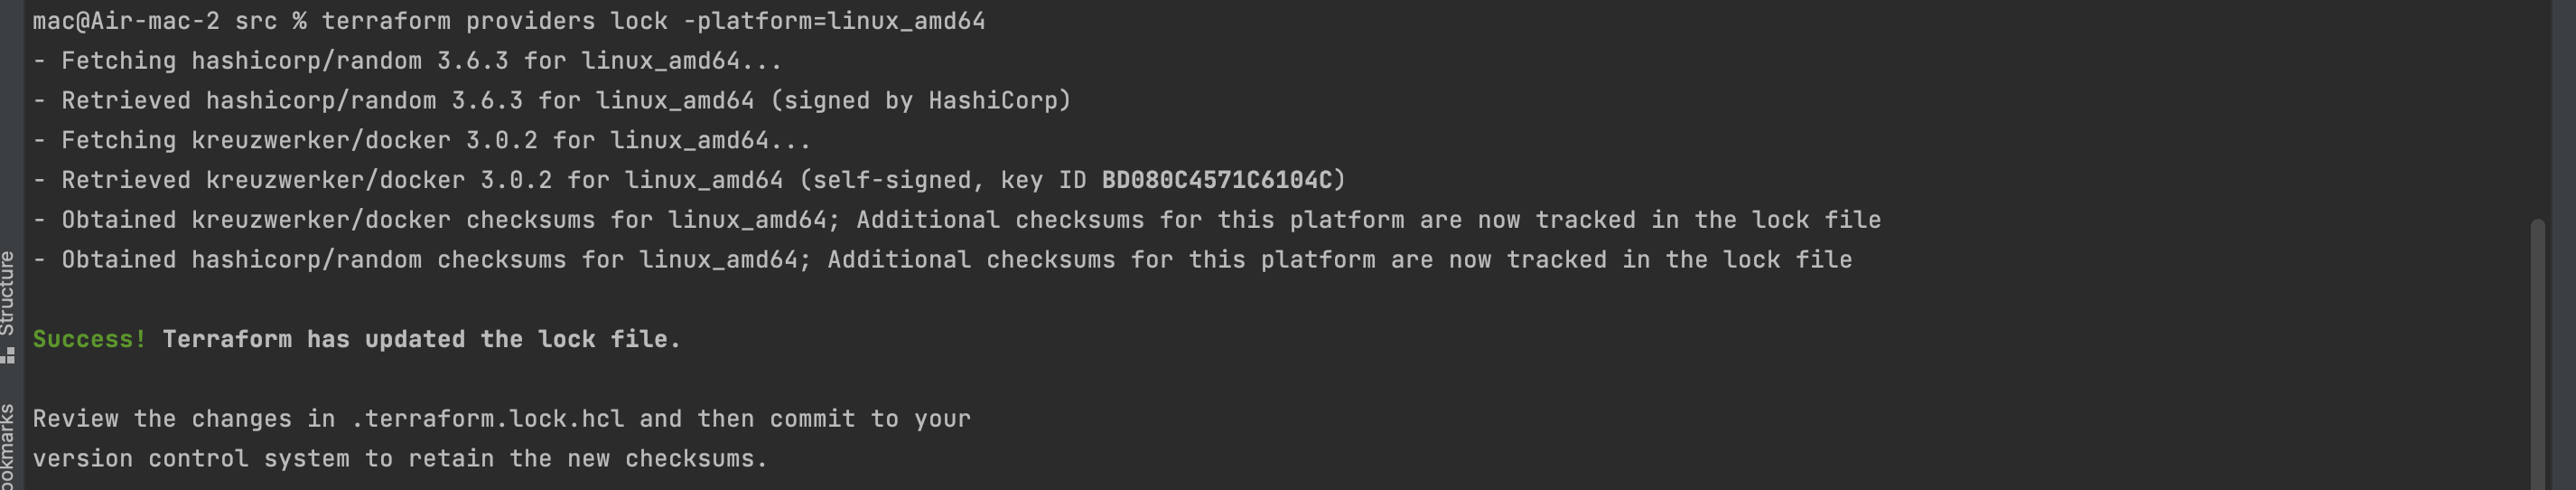 mac@Air-mac-2 src % terraform providers lock -platform=linux_amd64
- Fetching hashicorp/random 3.6.3 for linux_amd64...
- Retrieved hashicorp/random 3.6.3 for linux_amd64 (signed by HashiCorp)
- Fetching kreuzwerker/docker 3.0.2 for linux_amd64...
- Retrieved kreuzwerker/docker 3.0.2 for linux_amd64 (self-signed, key ID BD080C4571C6104C)
- Obtained kreuzwerker/docker checksums for linux_amd64; Additional checksums for this platform are now tracked in the lock file
- Obtained hashicorp/random checksums for linux_amd64; Additional checksums for this platform are now tracked in the lock file
Success! Terraform has updated the lock file.
Review the changes in .terraform.lock.hcl and then commit to your
version control system to retain the new checksums.
Structure
ookmarks